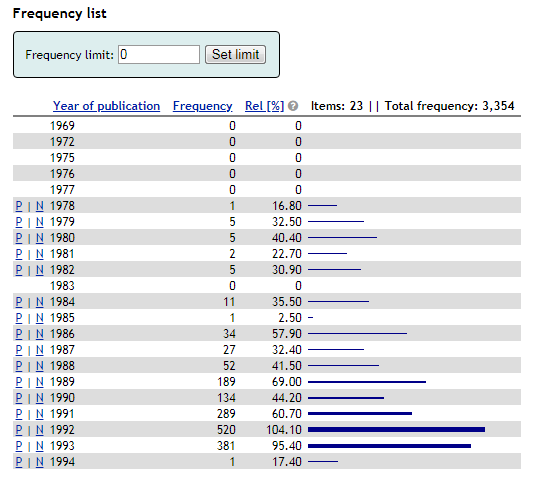 Frequency list
Frequency limit: 0 Set limit
Year of publication Frequency Rel [%] ? Items: 23 || Total frequency: 3,354
1969 0 0
1972 0 0
1975 0 0
1976 0 0
1977 0 0
P | N 1978 1 16.80
P | N 1979 5 32.50
P | N 1980 5 40.40
P | N 1981 2 22.70
P | N 1982 5 30.90
1983 0 0
P | N 1984 11 35.50
P | N 1985 1 2.50
P | N 1986 34 57.90
P | N 1987 27 32.40
P | N 1988 52 41.50
P | N 1989 189 69.00
P | N 1990 134 44.20
P | N 1991 289 60.70
P | N 1992 520 104.10
P | N 1993 381 95.40
P | N 1994 1 17.40